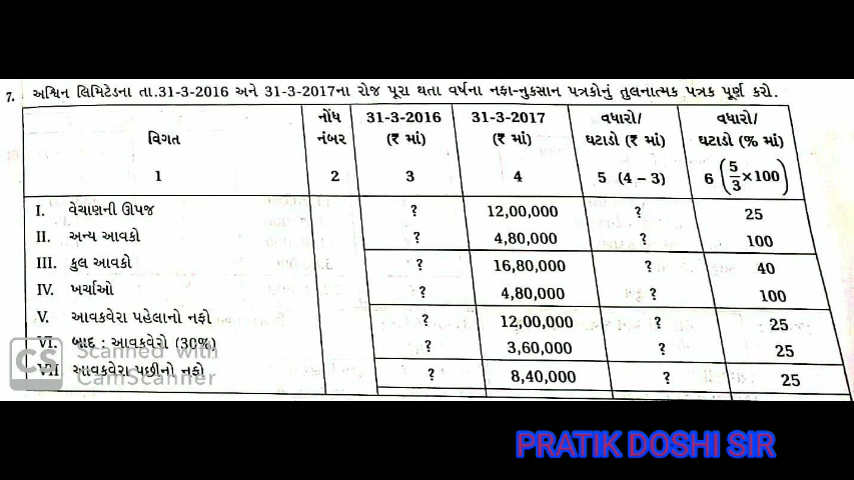 7. અશ્વિન લિમિટેડના તા.31-3-2016 અને 31-3-2017ના રોજ પૂરા થતા વર્ષના નફા-નુકસાન પત્રકોનું તુલનાત્મક પત્રક પૂર્ણ કરો.
વિગત નોંધ નંબર 31-3-2016 (₹ માં) 31-3-2017 (₹ માં) વધારો/ ઘટાડો (₹ માં) વધારો/ ઘટાડો (% માં)
1 2 3 4 5 (4 – 3) 6 (5/3 ×100)
I. વેચાણની ઊપજ ? 12,00,000 ? 25
II. અન્ય આવકો ? 4,80,000 ? 100
III. કુલ આવકો ? 16,80,000 ? 40
IV. ખર્ચાઓ ? 4,80,000 ? 100
V. આવકવેરા પહેલાનો નફો ? 12,00,000 ? 25
VI. બાદ : આવકવેરો (30%) ? 3,60,000 ? 25
VII આવકવેરા પછીનો નફો ? 8,40,000 ? 25
CS Scanned with
CamScanner
PRATIK DOSHI SIR